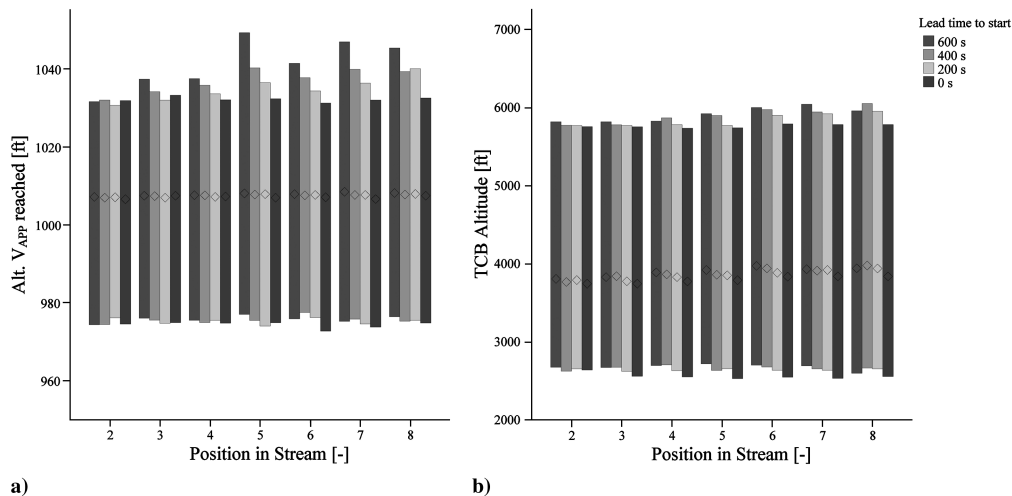 1040
1020
1000
980
960
Alt. VAPP reached [ft]
2 3 4 5 6 7 8
Position in Stream [-]
a)
7000
6000
5000
4000
3000
2000
TCB Altitude [ft]
2 3 4 5 6 7 8
Position in Stream [-]
b)
Lead time to start
600 s
400 s
200 s
0 s